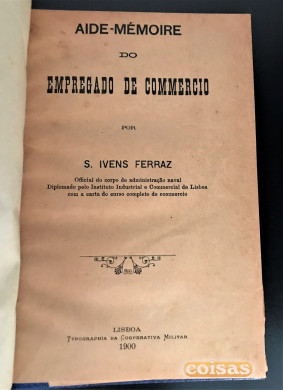 AIDE-MÉMOIRE
DO
EMPREGADO DE COMMERCIO
POR
S. IVENS FERRAZ
Official do corpo da administração naval
Diplomado pelo Instituto Industrial e Commercial de Lisboa
com a carta do curso completo de commercio
LISBOA
Typographia da Cooperativa Militar
1900
coisas